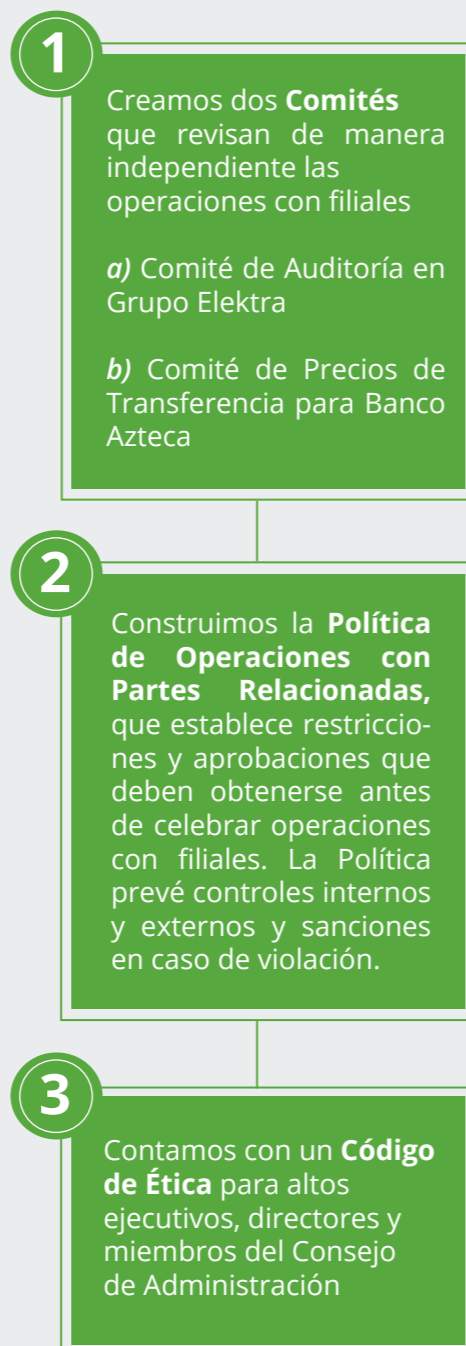 1
Creamos dos Comités
que revisan de manera
independiente las
operaciones con filiales
a) Comité de Auditoría en
Grupo Elektra
b) Comité de Precios de
Transferencia para Banco
Azteca
2
Construimos la Política
de Operaciones con
Partes Relacionadas,
que establece restriccio-
nes y aprobaciones que
deben obtenerse antes
de celebrar operaciones
con filiales. La Política
prevé controles internos
y externos y sanciones
en caso de violación.
3
Contamos con un Código
de Ética para altos
ejecutivos, directores y
miembros del Consejo
de Administración